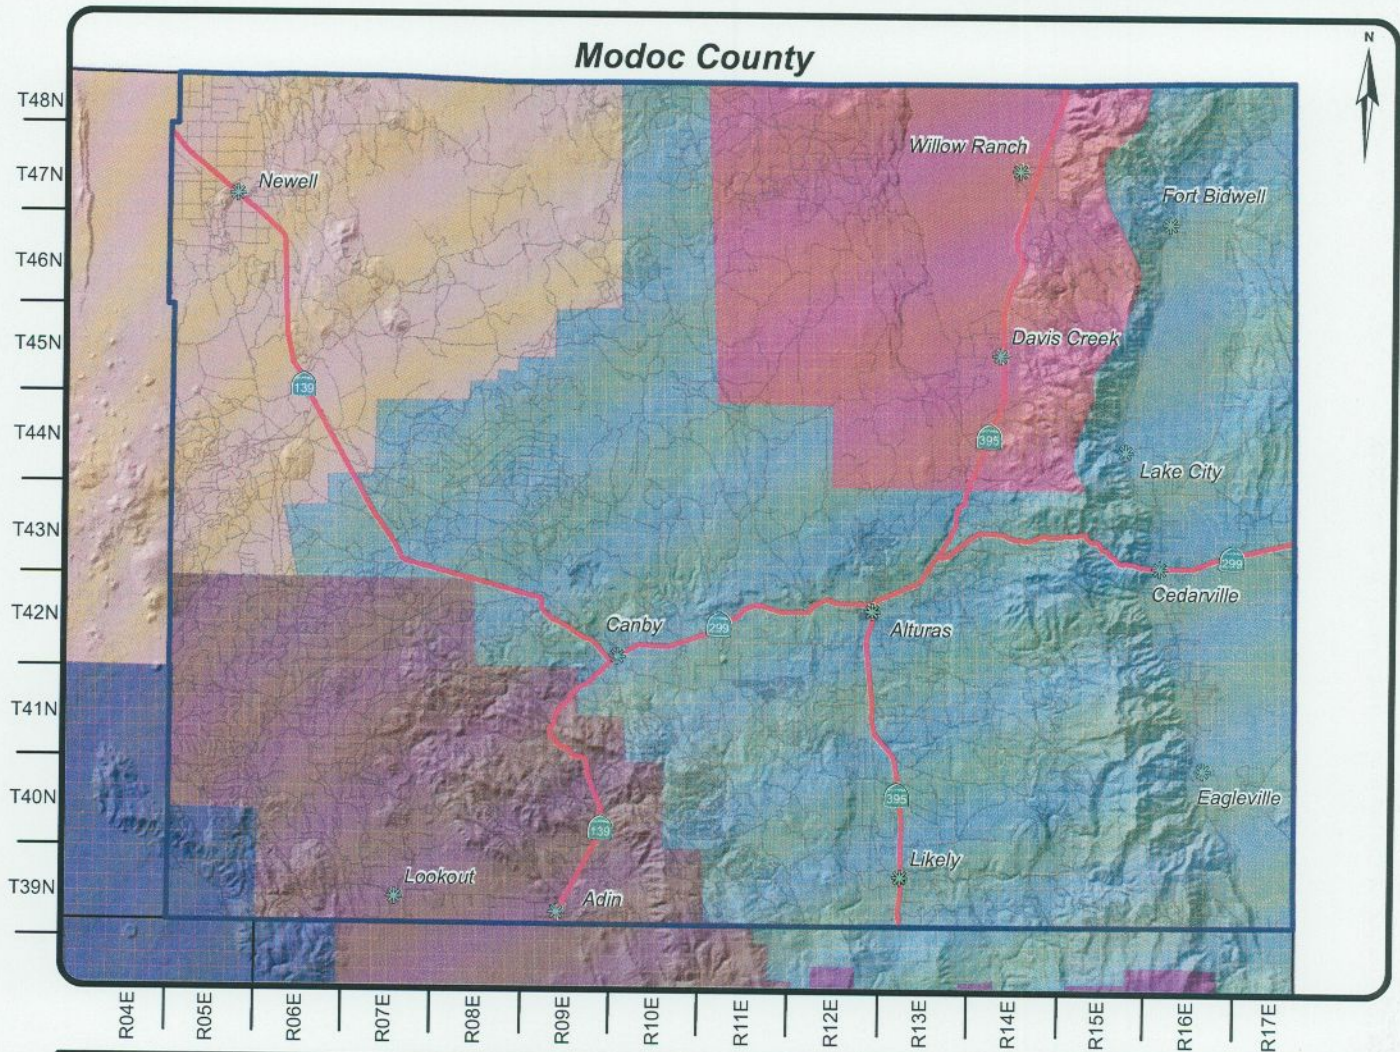 Modoc County
N
T48N
T47N
T46N
T45N
T44N
T43N
T42N
T41N
T40N
T39N
Willow Ranch
Newell
Fort Bidwell
Davis Creek
139
395
Lake City
299
Cedarville
Canby
299
Alturas
395
Eagleville
139
Likely
Lookout
Adin
R04E
R05E
R06E
R07E
R08E
R09E
R10E
R11E
R12E
R13E
R14E
R15E
R16E
R17E